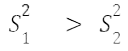 S₁² > S₂²